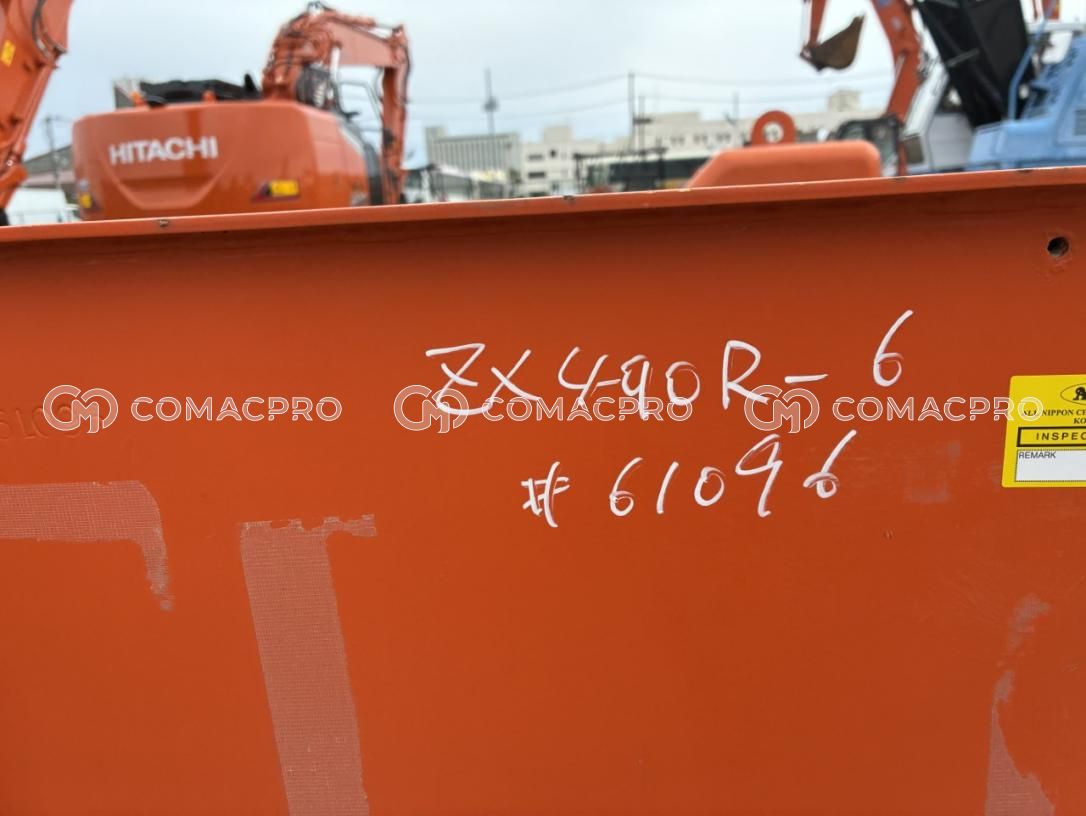 HITACHI
ZX490R-6
COMACPRO COMACPRO COMACPRO
# 61096
INSPEC
REMARK